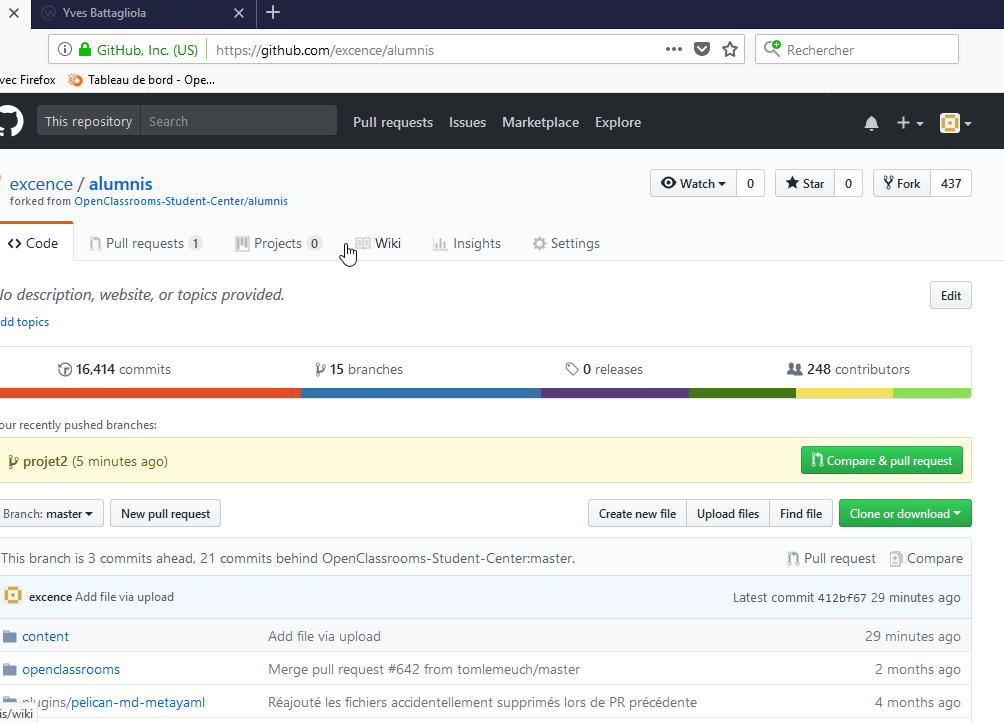 Yves Battagliola
GitHub, Inc. (US) https://github.com/excence/alumnis Rechercher
vec Firefox Tableau de bord - Ope...
This repository Search Pull requests Issues Marketplace Explore
excence / alumnis Watch 0 Star 0 Fork 437
forked from OpenClassrooms-Student-Center/alumnis
Code Pull requests 1 Projects 0 Wiki Insights Settings
lo description, website, or topics provided. Edit
dd topics
16,414 commits 15 branches 0 releases 248 contributors
our recently pushed branches:
projet2 (5 minutes ago) Compare & pull request
Branch: master New pull request Create new file Upload files Find file Clone or download
This branch is 3 commits ahead, 21 commits behind OpenClassrooms-Student-Center:master. Pull request Compare
excence Add file via upload Latest commit 412bf67 29 minutes ago
content Add file via upload 29 minutes ago
openclassrooms Merge pull request #642 from tomlemeuch/master 2 months ago
plugins/pelican-md-metayaml Réajouté les fichiers accidentellement supprimés lors de PR précédente 4 months ago
is/wiki